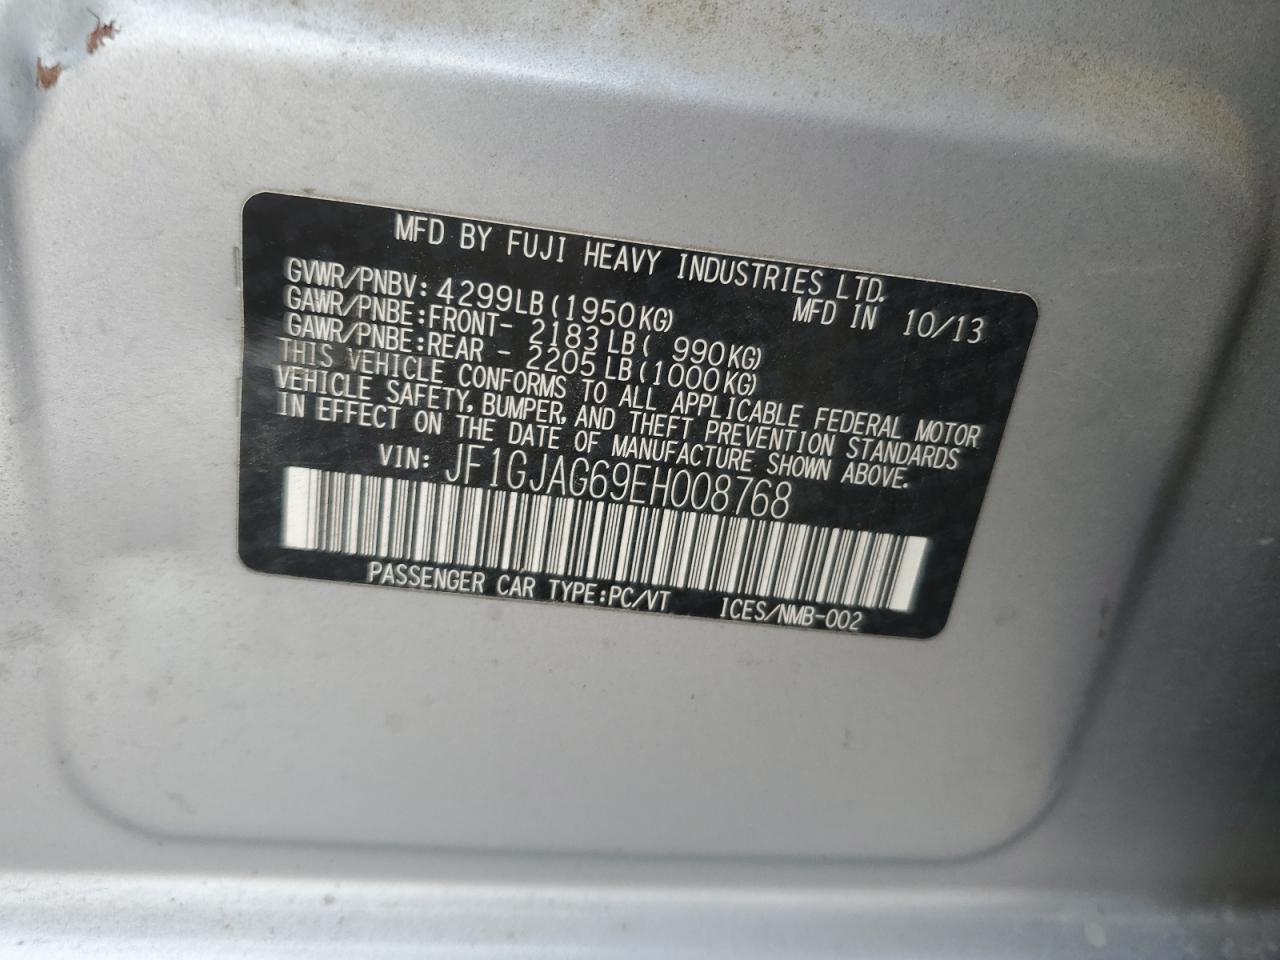 MFD BY FUJI HEAVY INDUSTRIES LTD.
GVWR/PNBV: 4299LB(1950KG) MFD IN 10/13
GAWR/PNBE:FRONT- 2183LB( 990KG)
GAWR/PNBE:REAR - 2205LB(1000KG)
THIS VEHICLE CONFORMS TO ALL APPLICABLE FEDERAL MOTOR
VEHICLE SAFETY, BUMPER, AND THEFT PREVENTION STANDARDS
IN EFFECT ON THE DATE OF MANUFACTURE SHOWN ABOVE.
VIN: JF1GJAG69EH008768
PASSENGER CAR TYPE:PC/VT ICES/NMB-002